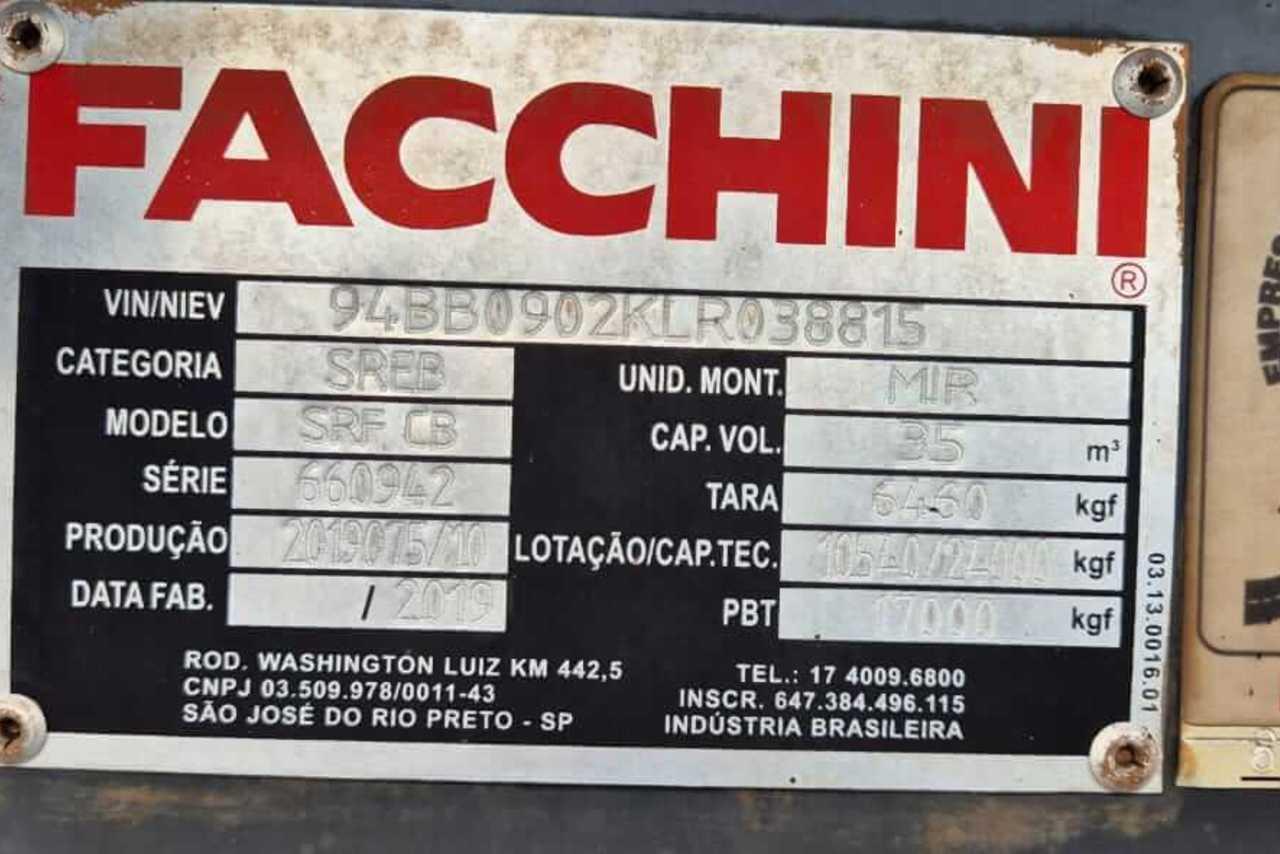 FACCHINI®
VIN/NIEV 94BB0902KLR038815
CATEGORIA SREB UNID. MONT. MIR
MODELO SRF CB CAP. VOL. 35 m³
SÉRIE 660942 TARA 6460 kgf
PRODUÇÃO 2019075/10 LOTAÇÃO/CAP.TEC. 10540/24000 kgf
DATA FAB. / 2019 PBT 17000 kgf
ROD. WASHINGTON LUIZ KM 442,5 TEL.: 17 4009.6800
CNPJ 03.509.978/0011-43 INSCR. 647.384.496.115
SÃO JOSÉ DO RIO PRETO - SP INDÚSTRIA BRASILEIRA
03.13.0016.01